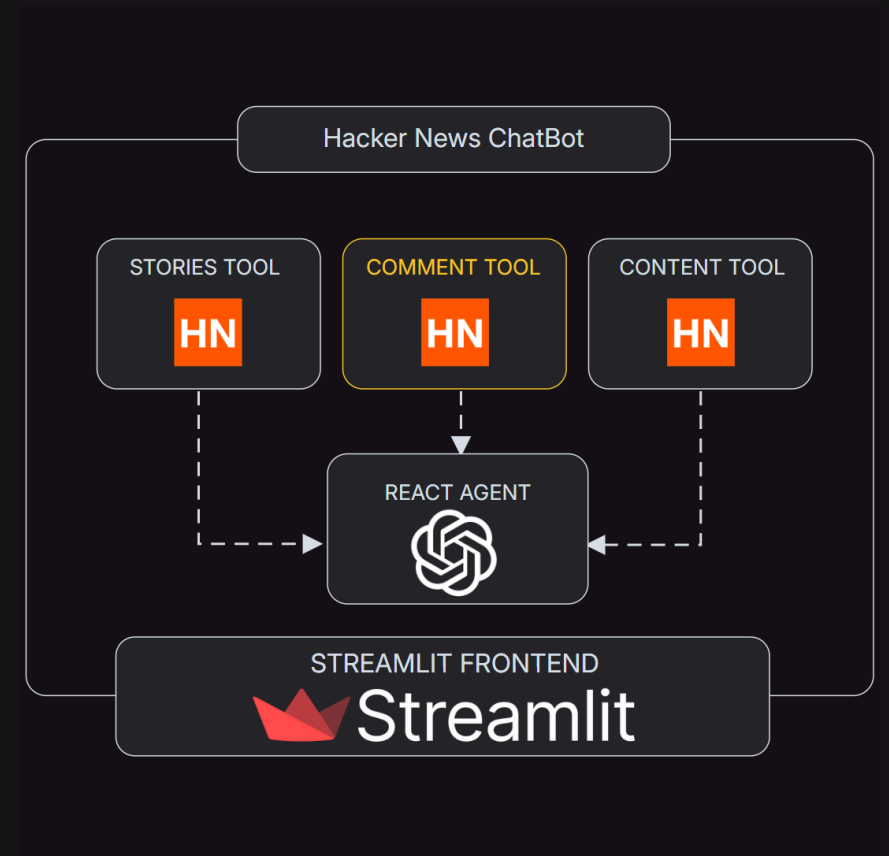 Hacker News ChatBot
STORIES TOOL
HN
COMMENT TOOL
HN
CONTENT TOOL
HN
REACT AGENT
STREAMLIT FRONTEND
Streamlit